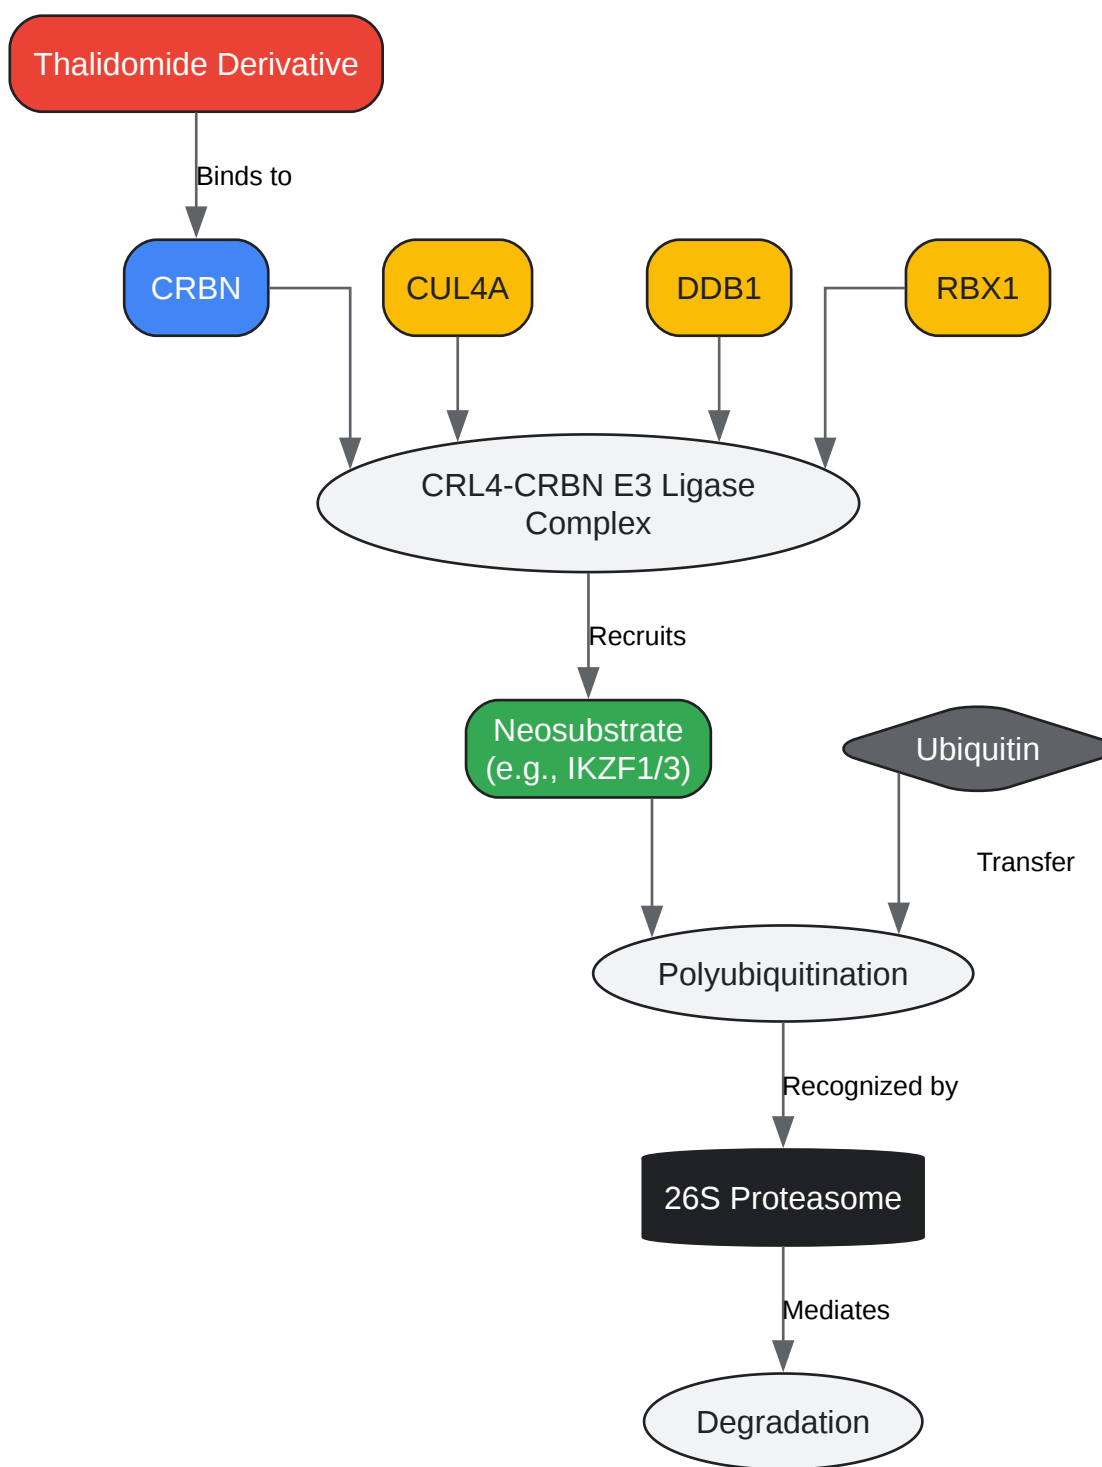 Thalidomide Derivative
Binds to
CRBN
CUL4A
DDB1
RBX1
CRL4-CRBN E3 Ligase
Complex
Recruits
Neosubstrate
(e.g., IKZF1/3)
Ubiquitin
Transfer
Polyubiquitination
Recognized by
26S Proteasome
Mediates
Degradation